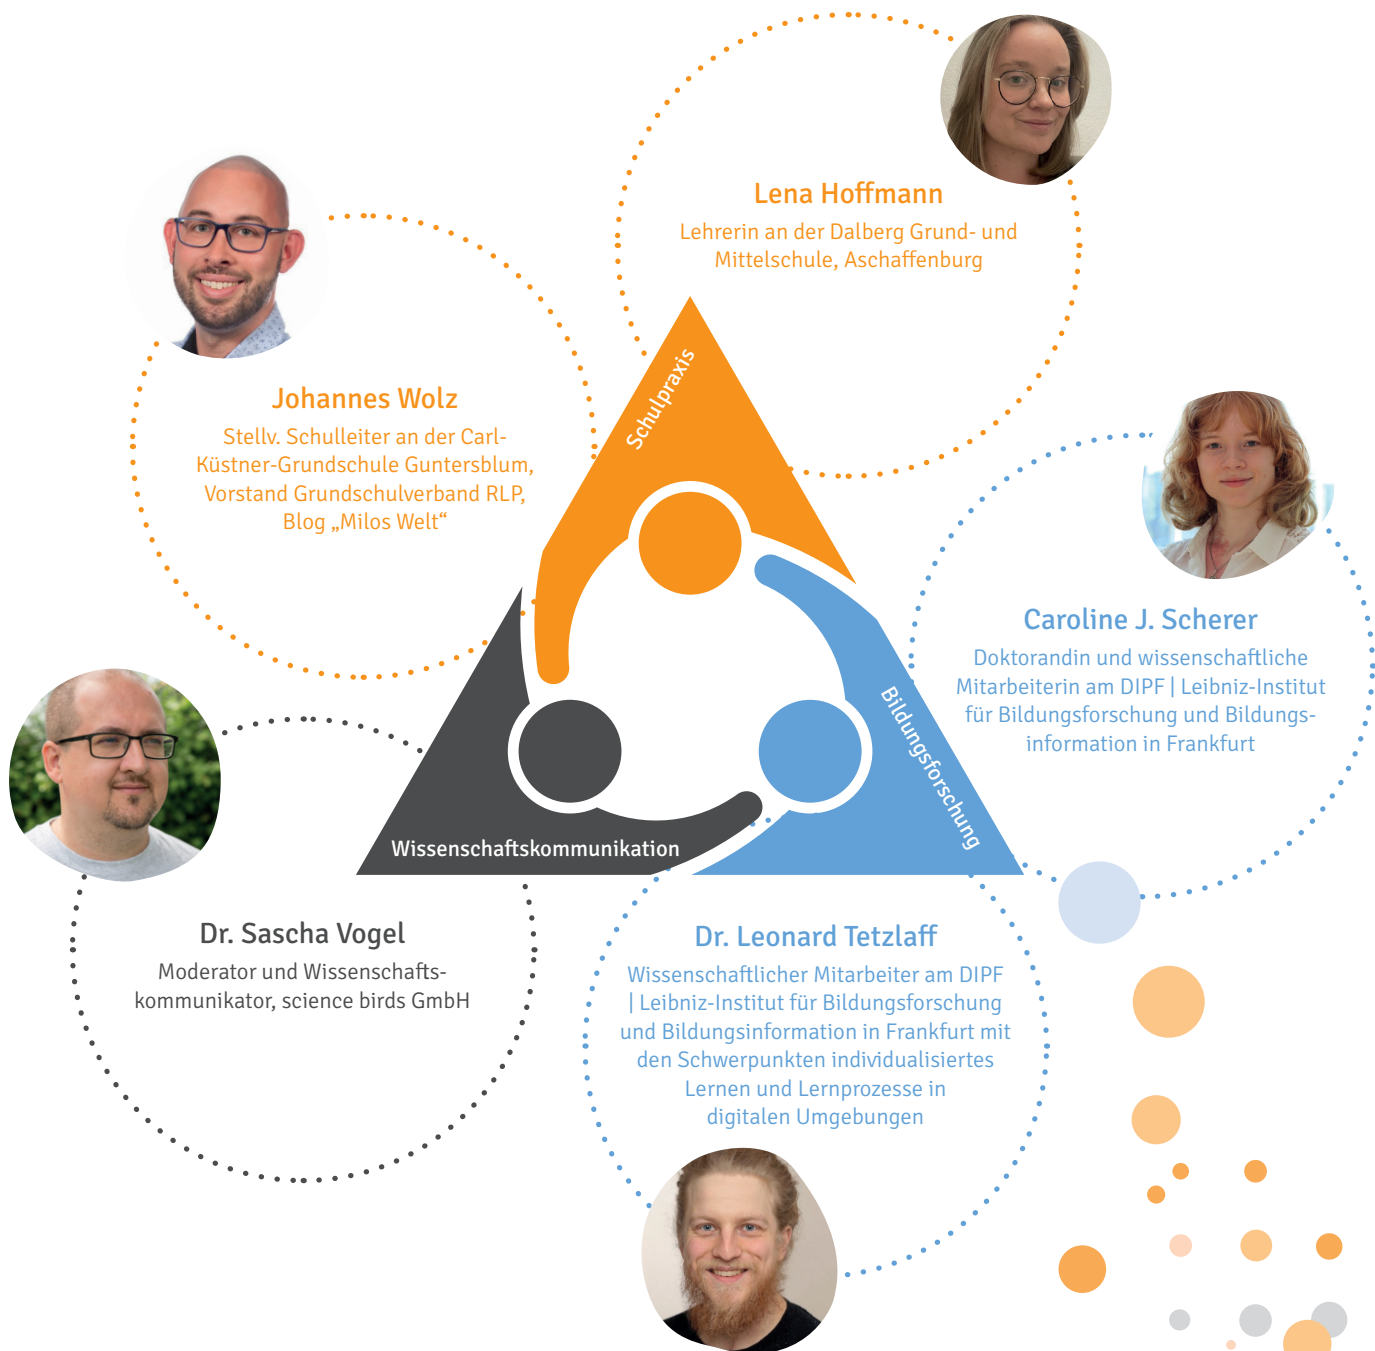 Lena Hoffmann
Lehrerin an der Dalberg Grund- und
Mittelschule, Aschaffenburg
Johannes Wolz
Stellv. Schulleiter an der Carl-
Küstner-Grundschule Guntersblum,
Vorstand Grundschulverband RLP,
Blog „Milos Welt“
Schulpraxis
Caroline J. Scherer
Doktorandin und wissenschaftliche
Mitarbeiterin am DIPF | Leibniz-Institut
für Bildungsforschung und Bildungs-
information in Frankfurt
Bildungsforschung
Wissenschaftskommunikation
Dr. Sascha Vogel
Moderator und Wissenschafts-
kommunikator, science birds GmbH
Dr. Leonard Tetzlaff
Wissenschaftlicher Mitarbeiter am DIPF
| Leibniz-Institut für Bildungsforschung
und Bildungsinformation in Frankfurt mit
den Schwerpunkten individualisiertes
Lernen und Lernprozesse in
digitalen Umgebungen